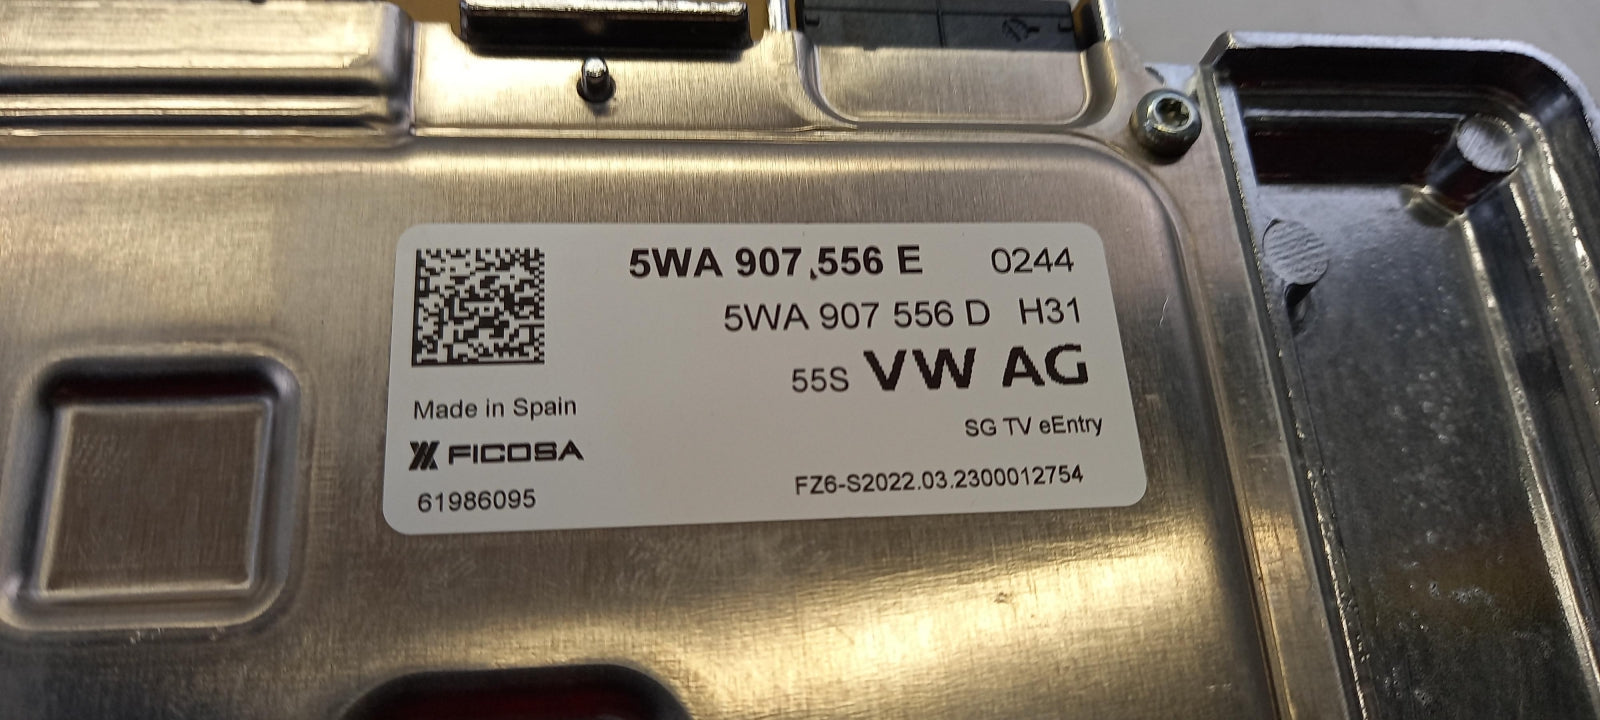 5WA 907 556 E 0244
5WA 907 556 D H31
55S VW AG
Made in Spain
SG TV eEntry
FICOSA
61986095
FZ6-S2022.03.2300012754